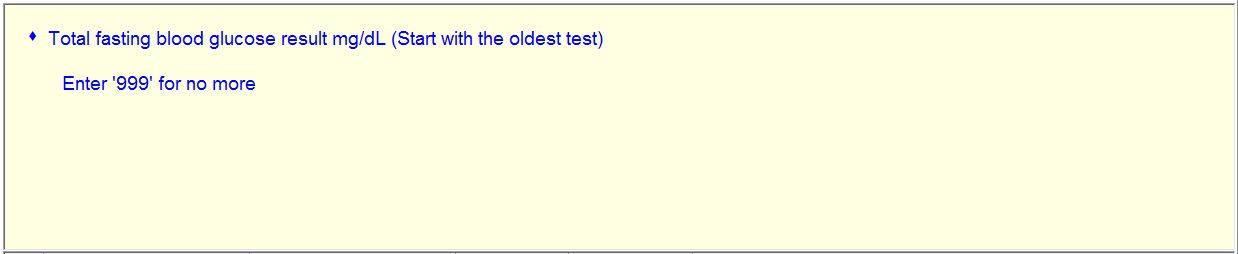 ♦ Total fasting blood glucose result mg/dL (Start with the oldest test)
Enter '999' for no more